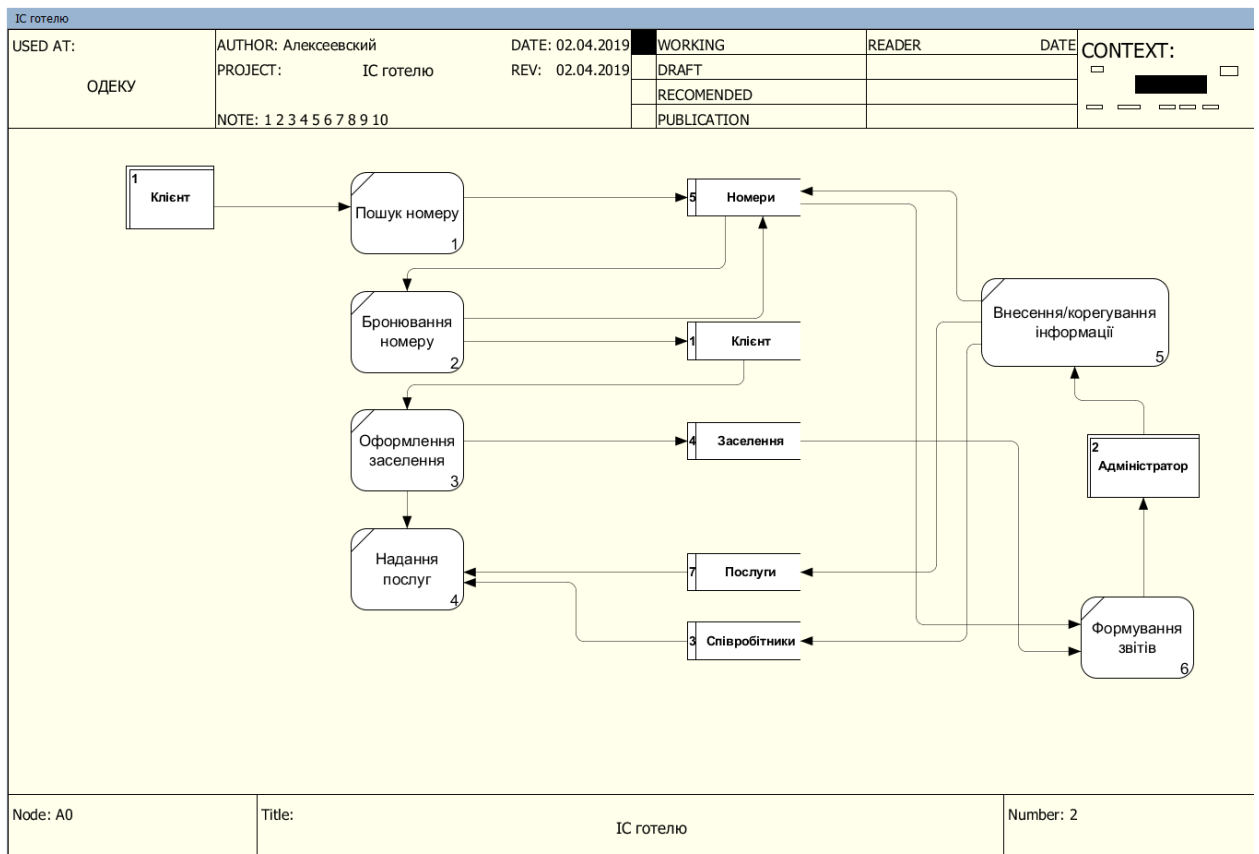 ІС готелю
USED AT:
ОДЕКУ
AUTHOR: Алексеевский
DATE: 02.04.2019
PROJECT: ІС готелю
REV: 02.04.2019
NOTE: 1 2 3 4 5 6 7 8 9 10
WORKING
DRAFT
RECOMENDED
PUBLICATION
READER
DATE
CONTEXT:
1
Клієнт
Пошук номеру
1
5
Номери
Бронювання
номеру
2
1
Клієнт
Внесення/корегування
інформації
5
Оформлення
заселення
3
4
Заселення
2
Адміністратор
Надання
послуг
4
7
Послуги
3
Співробітники
Формування
звітів
6
Node: A0
Title:
ІС готелю
Number: 2